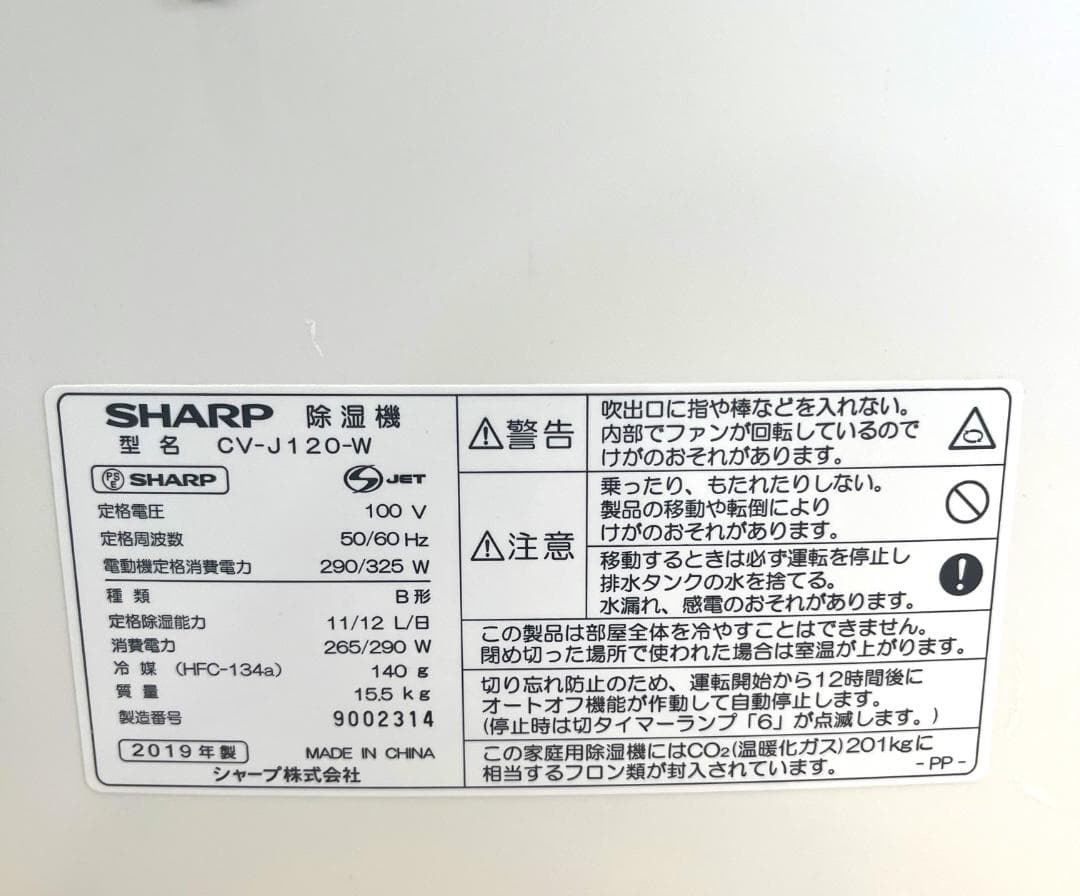 SHARP 除湿機
型名 CV-J120-W
PSE SHARP S JET
定格電圧 100 V
定格周波数 50/60 Hz
電動機定格消費電力 290/325 W
種類 B形
定格除湿能力 11/12 L/日
消費電力 265/290 W
冷媒 (HFC-134a) 140 g
質量 15.5 kg
製造番号 9002314
2019年製 MADE IN CHINA
シャープ株式会社
警告
吹出口に指や棒などを入れない。
内部でファンが回転しているので
けがのおそれがあります。
注意
乗ったり、もたれたりしない。
製品の移動や転倒により
けがのおそれがあります。
移動するときは必ず運転を停止し
排水タンクの水を捨てる。
水漏れ、感電のおそれがあります。
この製品は部屋全体を冷やすことはできません。
閉め切った場所で使われた場合は室温が上がります。
切り忘れ防止のため、運転開始から12時間後に
オートオフ機能が作動して自動停止します。
(停止時は切タイマーランプ「6」が点滅します。)
この家庭用除湿機にはCO₂(温暖化ガス)201kgに
相当するフロン類が封入されています。
-PP-